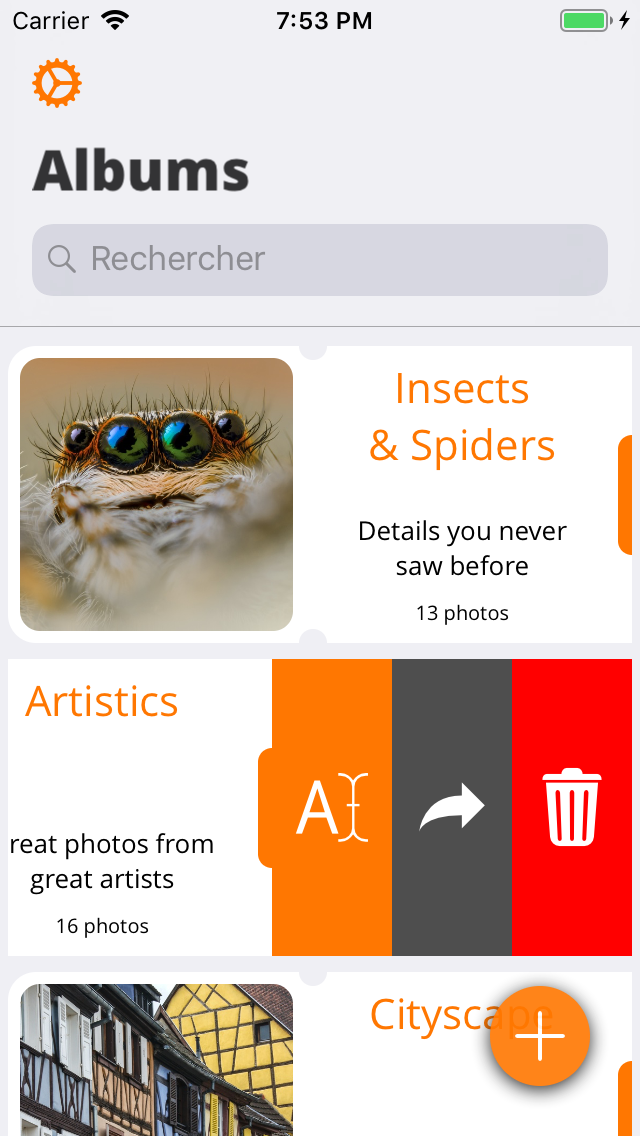 Carrier 7:53 PM
Albums
Rechercher
Insects
& Spiders
Details you never
saw before
13 photos
Artistics
reat photos from
great artists
16 photos
A
Cityscape